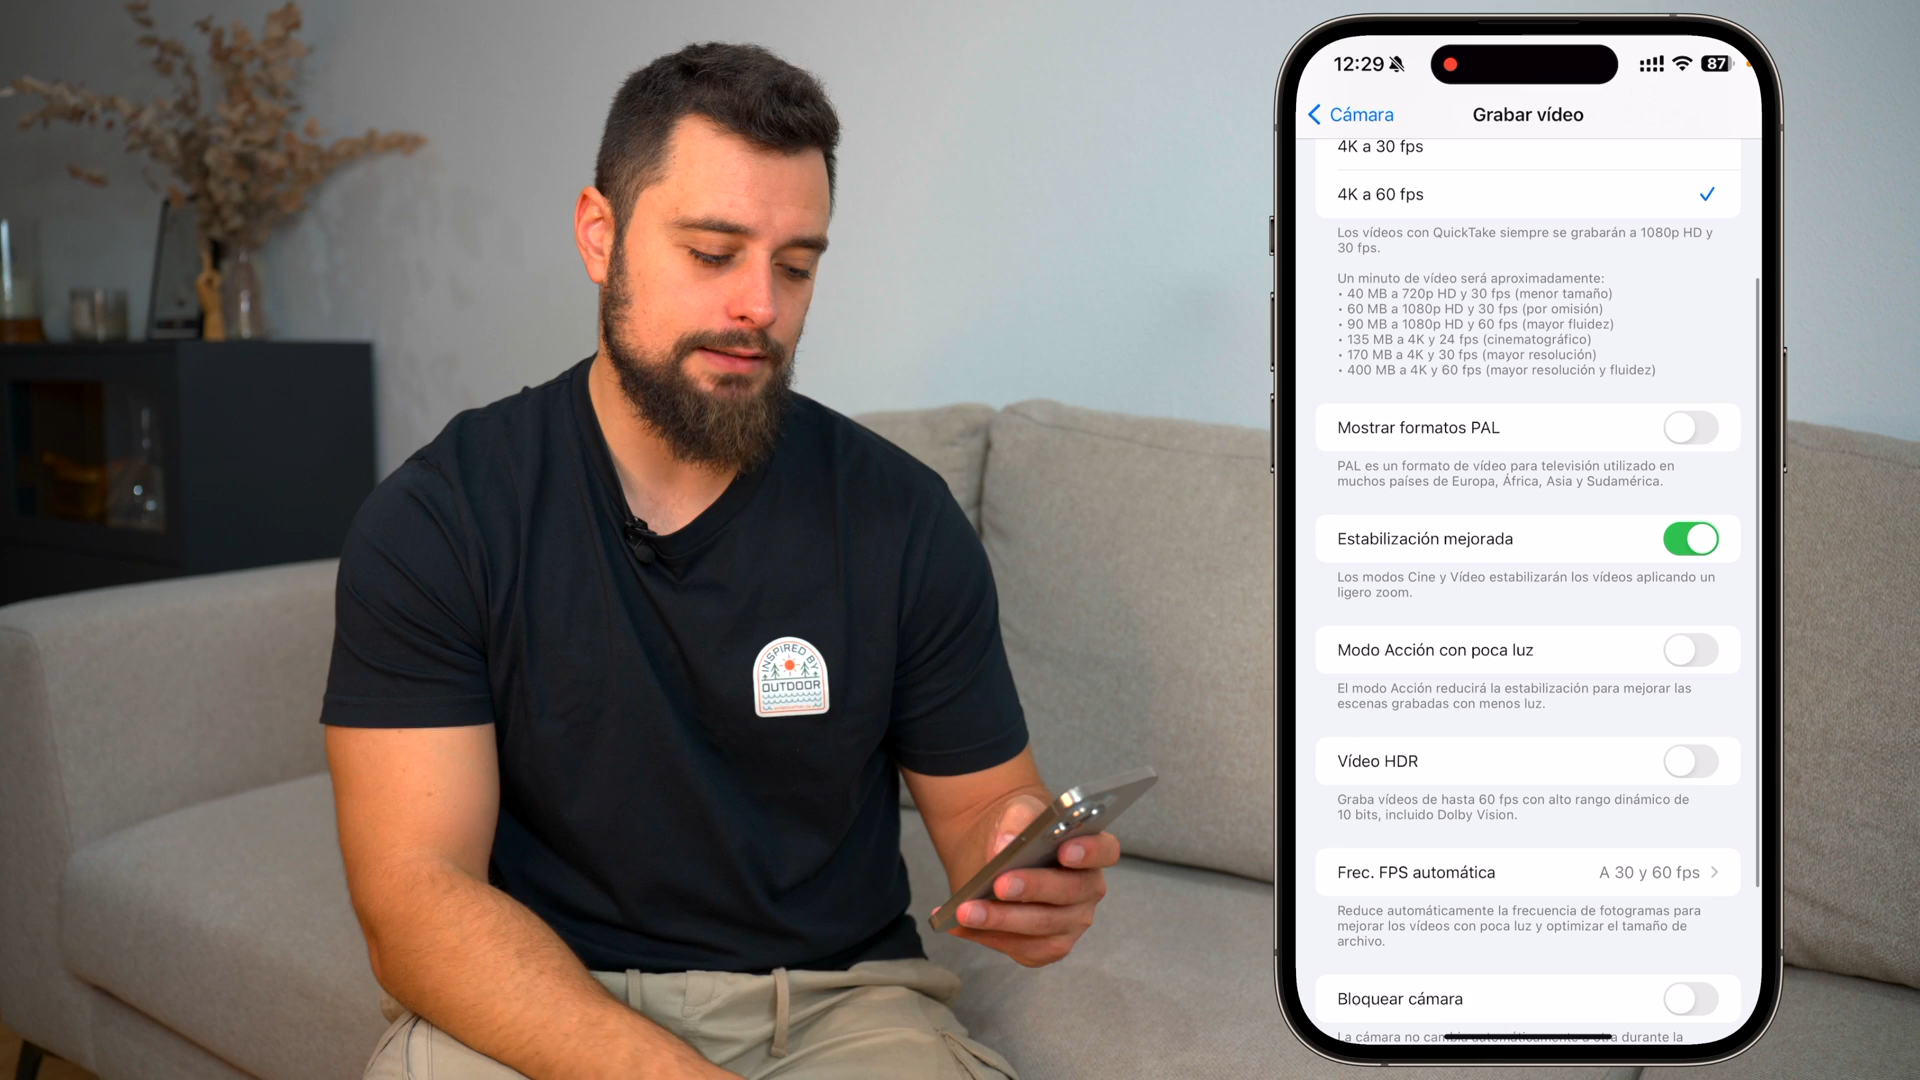 12:29
87
Cámara
Grabar vídeo
4K a 30 fps
4K a 60 fps
Los vídeos con QuickTake siempre se grabarán a 1080p HD y
30 fps.
Un minuto de vídeo será aproximadamente:
• 40 MB a 720p HD y 30 fps (menor tamaño)
• 60 MB a 1080p HD y 30 fps (por omisión)
• 90 MB a 1080p HD y 60 fps (mayor fluidez)
• 135 MB a 4K y 24 fps (cinematográfico)
• 170 MB a 4K y 30 fps (mayor resolución)
• 400 MB a 4K y 60 fps (mayor resolución y fluidez)
Mostrar formatos PAL
PAL es un formato de vídeo para televisión utilizado en
muchos países de Europa, África, Asia y Sudamérica.
Estabilización mejorada
Los modos Cine y Vídeo estabilizarán los vídeos aplicando un
ligero zoom.
Modo Acción con poca luz
El modo Acción reducirá la estabilización para mejorar las
escenas grabadas con menos luz.
Vídeo HDR
Graba vídeos de hasta 60 fps con alto rango dinámico de
10 bits, incluido Dolby Vision.
Frec. FPS automática
A 30 y 60 fps
Reduce automáticamente la frecuencia de fotogramas para
mejorar los vídeos con poca luz y optimizar el tamaño de
archivo.
Bloquear cámara
La cámara no cambia automáticamente a otra durante la
INSPIRED BY
OUTDOOR